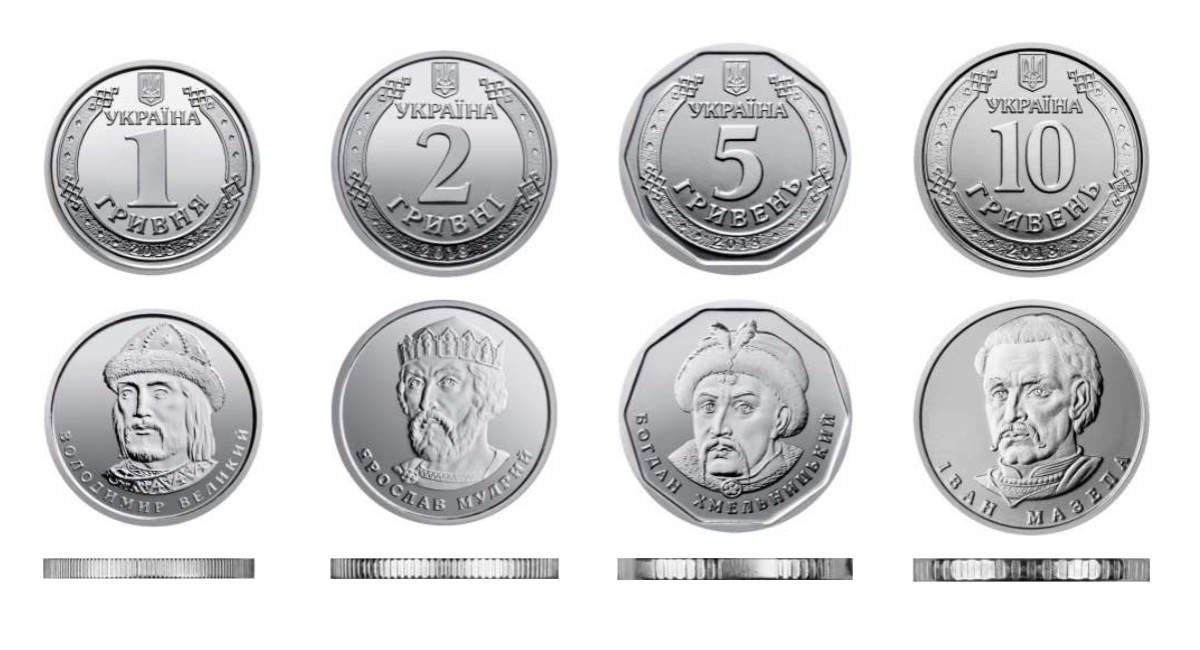 УКРАЇНА
1
ГРИВНЯ
2018
УКРАЇНА
2
ГРИВНІ
2018
УКРАЇНА
5
ГРИВЕНЬ
2018
УКРАЇНА
10
ГРИВЕНЬ
2018
ВОЛОДИМИР ВЕЛИКИЙ
ЯРОСЛАВ МУДРИЙ
БОГДАН ХМЕЛЬНИЦЬКИЙ
ІВАН МАЗЕПА